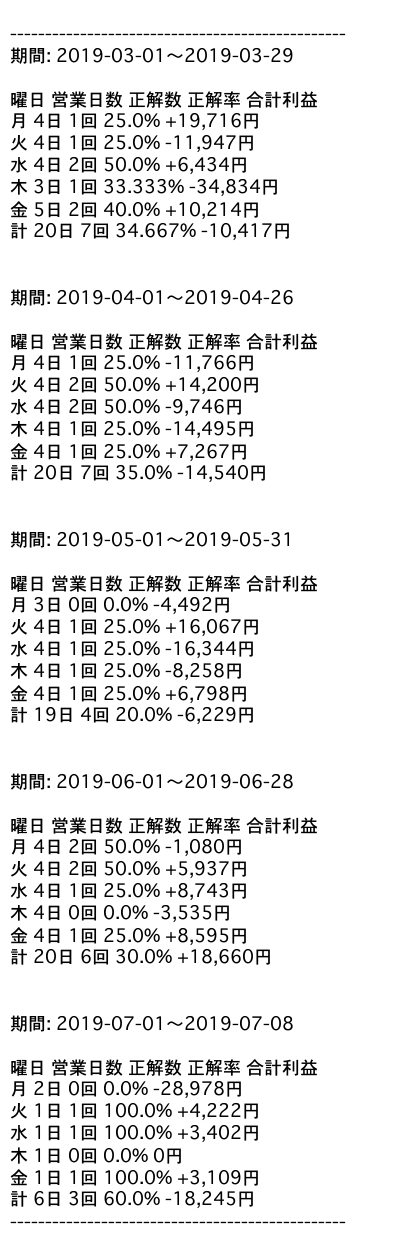 ------------------------------------------------
期間: 2019-03-01～2019-03-29
曜日 営業日数 正解数 正解率 合計利益
月 4日 1回 25.0% +19,716円
火 4日 1回 25.0% -11,947円
水 4日 2回 50.0% +6,434円
木 3日 1回 33.333% -34,834円
金 5日 2回 40.0% +10,214円
計 20日 7回 34.667% -10,417円
期間: 2019-04-01～2019-04-26
曜日 営業日数 正解数 正解率 合計利益
月 4日 1回 25.0% -11,766円
火 4日 2回 50.0% +14,200円
水 4日 2回 50.0% -9,746円
木 4日 1回 25.0% -14,495円
金 4日 1回 25.0% +7,267円
計 20日 7回 35.0% -14,540円
期間: 2019-05-01～2019-05-31
曜日 営業日数 正解数 正解率 合計利益
月 3日 0回 0.0% -4,492円
火 4日 1回 25.0% +16,067円
水 4日 1回 25.0% -16,344円
木 4日 1回 25.0% -8,258円
金 4日 1回 25.0% +6,798円
計 19日 4回 20.0% -6,229円
期間: 2019-06-01～2019-06-28
曜日 営業日数 正解数 正解率 合計利益
月 4日 2回 50.0% -1,080円
火 4日 2回 50.0% +5,937円
水 4日 1回 25.0% +8,743円
木 4日 0回 0.0% -3,535円
金 4日 1回 25.0% +8,595円
計 20日 6回 30.0% +18,660円
期間: 2019-07-01～2019-07-08
曜日 営業日数 正解数 正解率 合計利益
月 2日 0回 0.0% -28,978円
火 1日 1回 100.0% +4,222円
水 1日 1回 100.0% +3,402円
木 1日 0回 0.0% 0円
金 1日 1回 100.0% +3,109円
計 6日 3回 60.0% -18,245円
------------------------------------------------